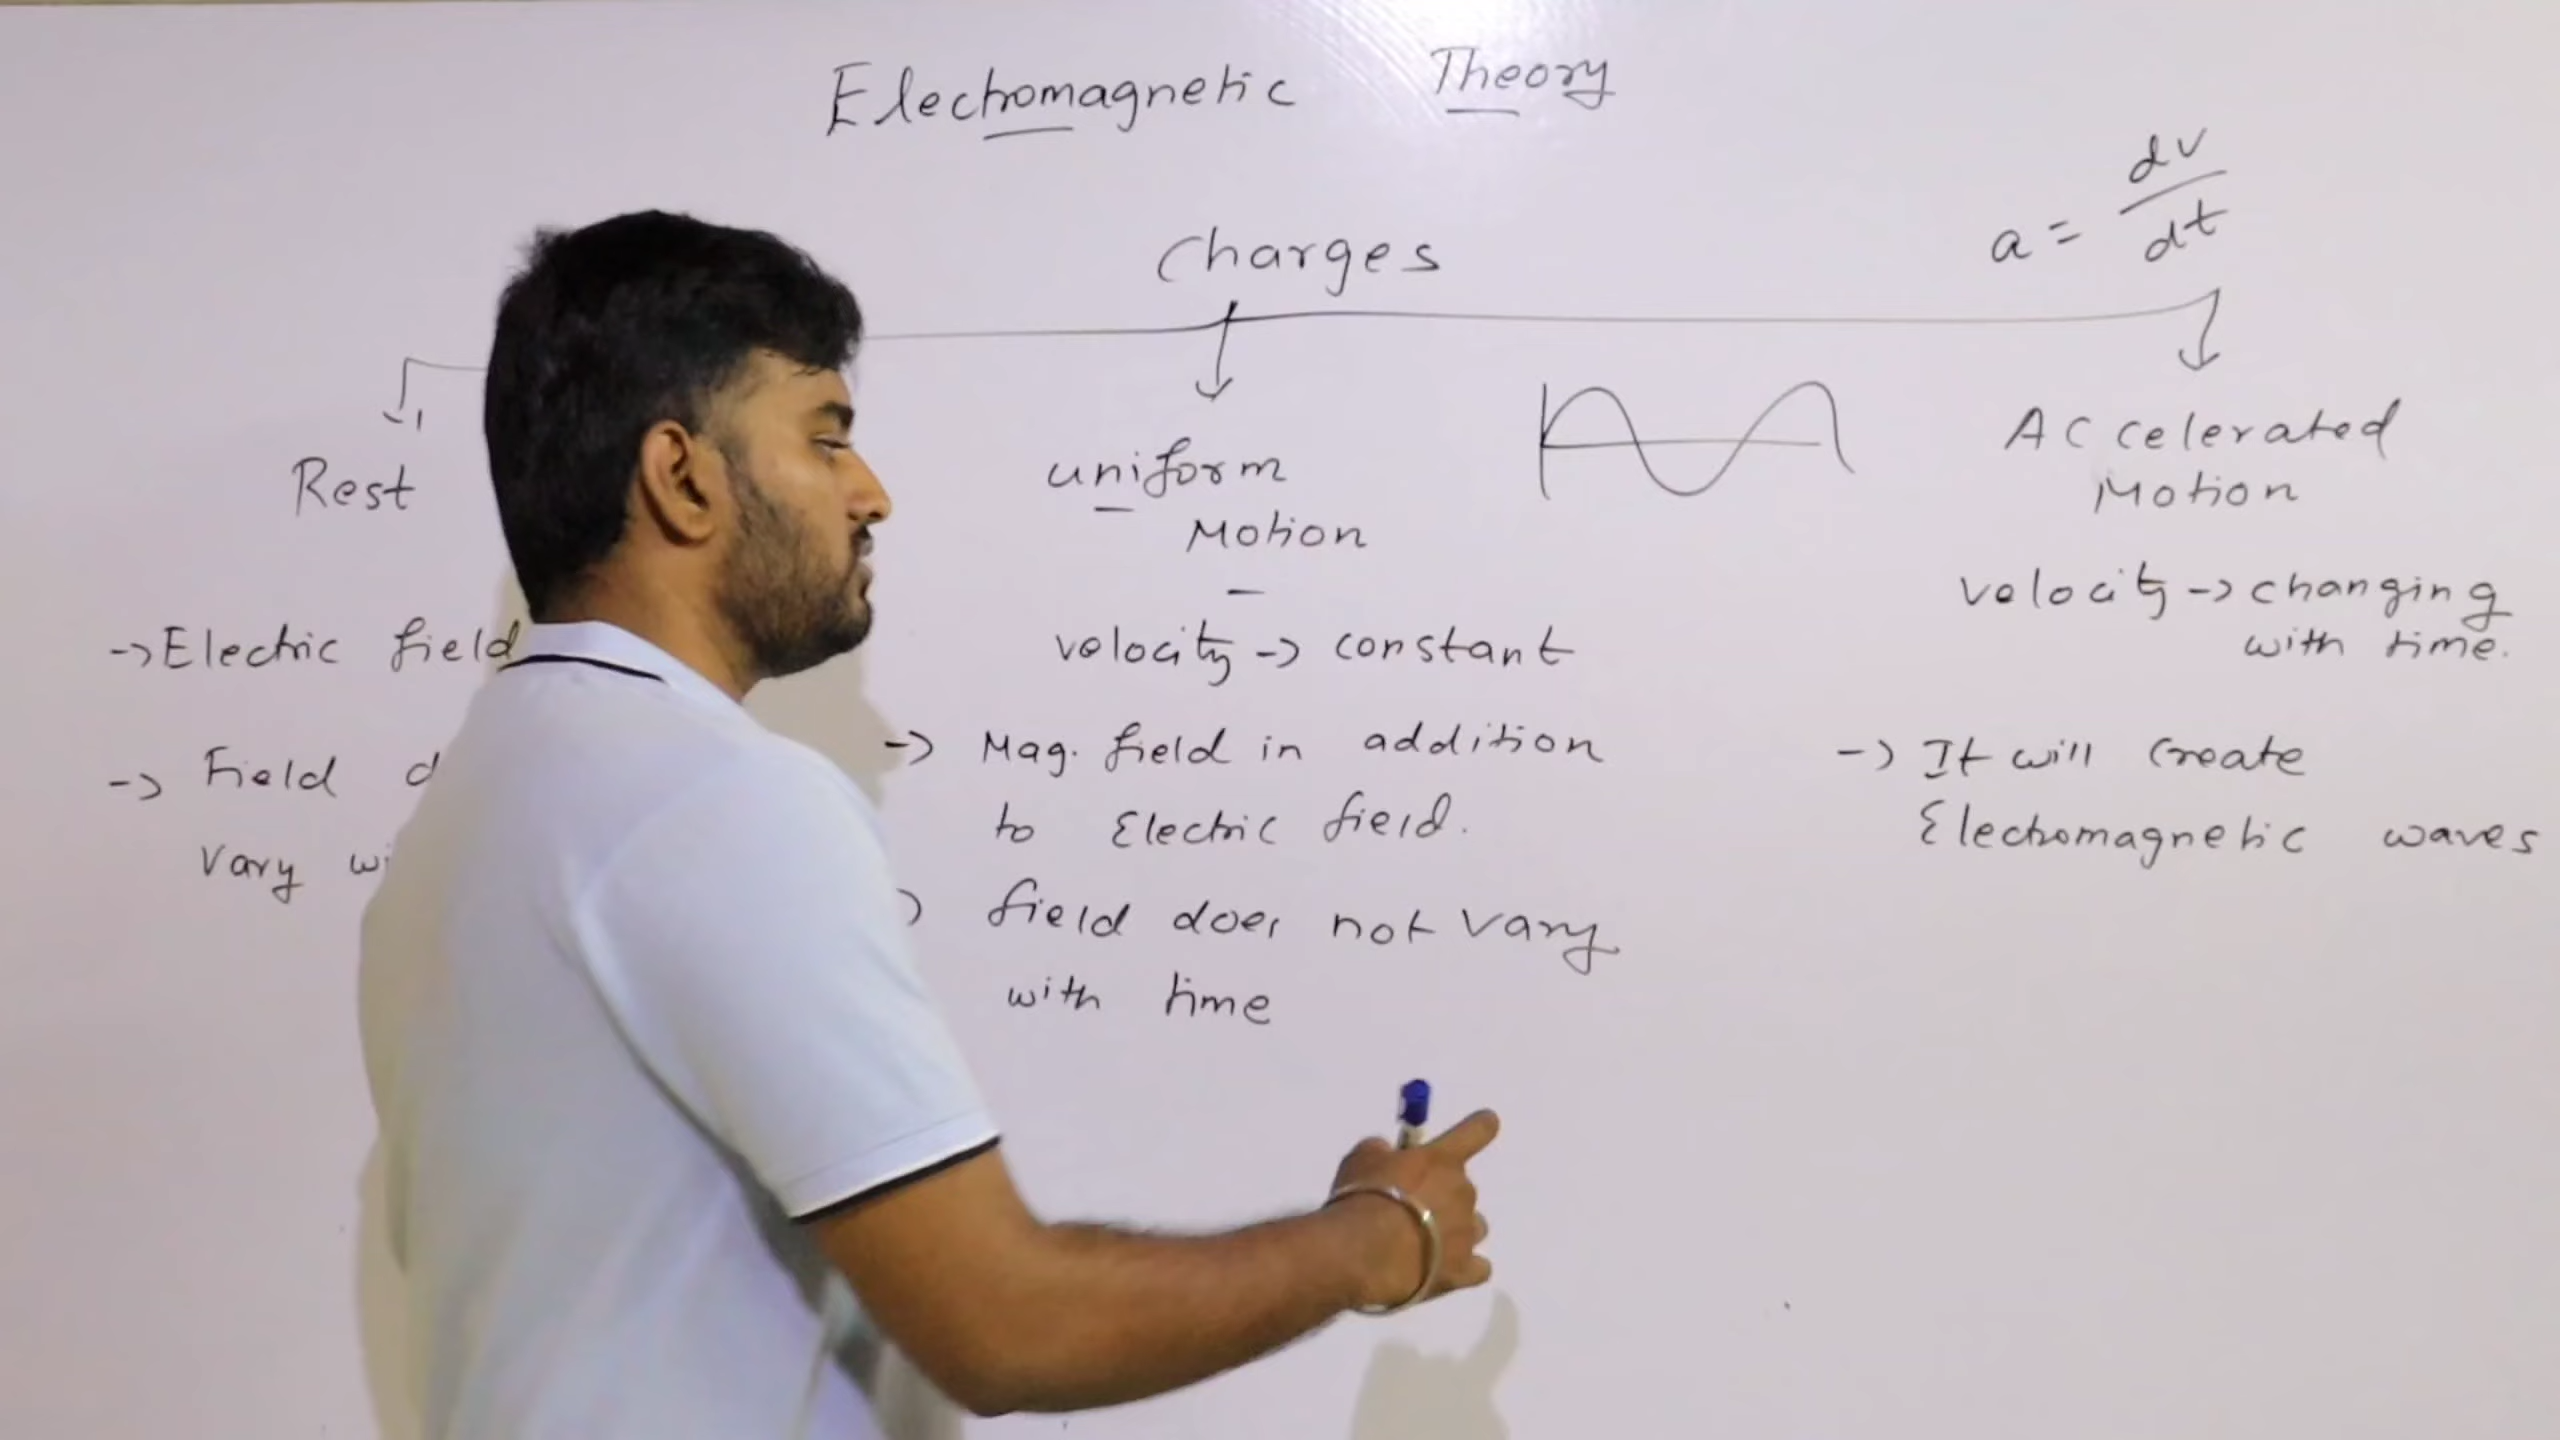 Electromagnetic Theory
a = dv/dt
Charges
Rest
-> Electric field
-> Field
Vary
uniform
Motion
velocity -> constant
-> Mag. field in addition
to Electric field.
field does not vary
with time
Accelerated
Motion
velocity -> changing
with time.
-> It will create
Electromagnetic waves